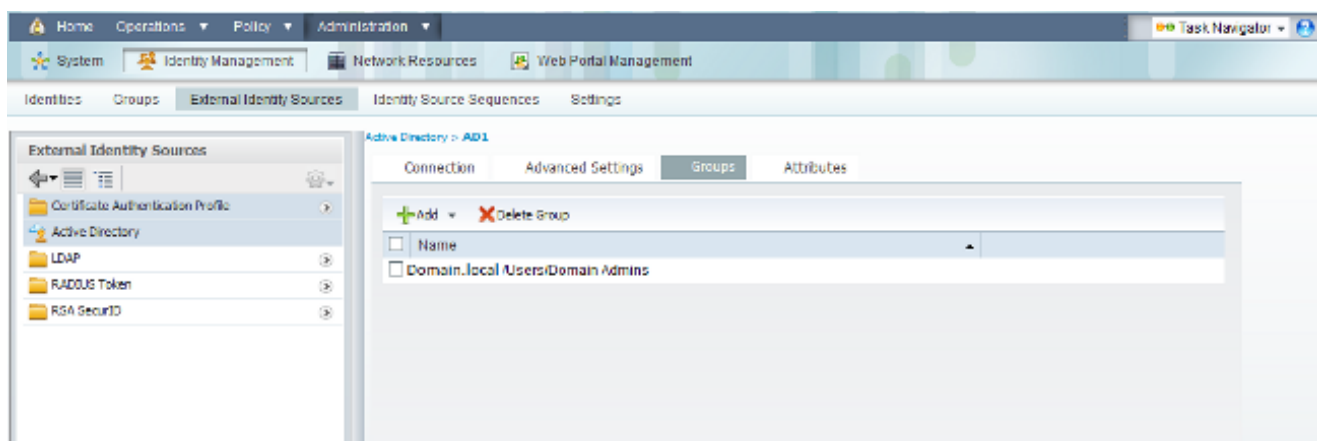 Home Operations Policy Administration Task Navigator
System Identity Management Network Resources Web Portal Management
Identities Groups External Identity Sources Identity Source Sequences Settings
External Identity Sources
Certificate Authentication Profile
Active Directory
LDAP
RADIUS Token
RSA SecurID
Active Directory > AD1
Connection Advanced Settings Groups Attributes
Add Delete Group
Name
Domain..local /Users/Domain Admins